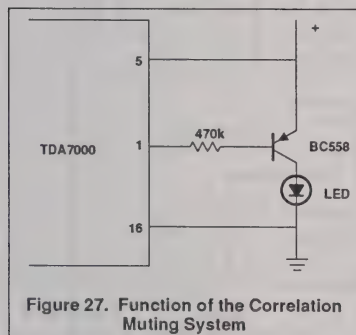 +
5
470k
TDA7000
1
BC558
LED
16
Figure 27. Function of the Correlation
Muting System